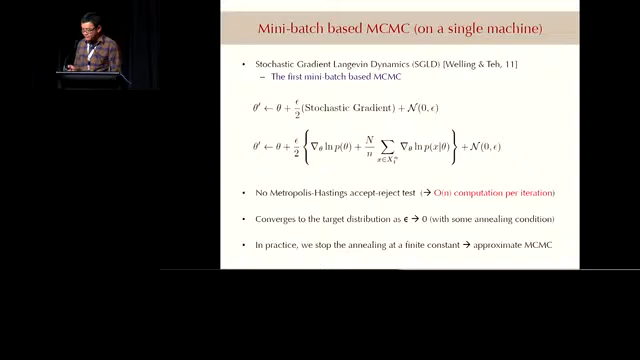 Mini-batch based MCMC (on a single machine)
• Stochastic Gradient Langevin Dynamics (SGLD) [Welling & Teh, 11]
– The first mini-batch based MCMC
θ′ ← θ + ϵ/2 (Stochastic Gradient) + 𝒩(0, ϵ)
θ′ ← θ + ϵ/2 { ∇θ ln p(θ) + N/n ∑x∈Xⁿₜ ∇θ ln p(x|θ) } + 𝒩(0, ϵ)
• No Metropolis-Hastings accept-reject test (→ O(n) computation per iteration)
• Converges to the target distribution as ϵ → 0 (with some annealing condition)
• In practice, we stop the annealing at a finite constant → approximate MCMC